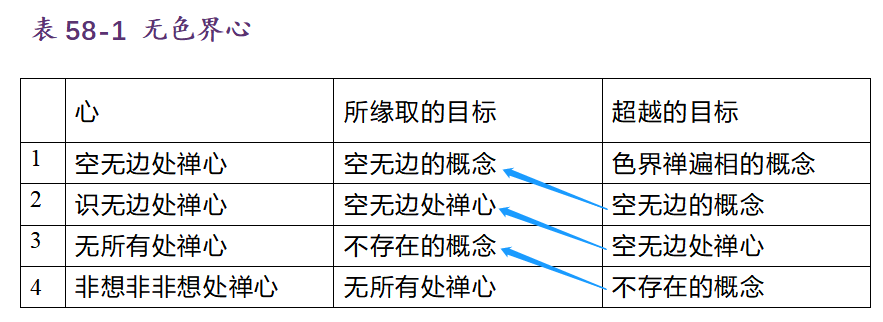 表 58-1 无色界心
心 所缘取的目标 超越的目标
1 空无边处禅心 空无边的概念 色界禅遍相的概念
2 识无边处禅心 空无边处禅心 空无边的概念
3 无所有处禅心 不存在的概念 空无边处禅心
4 非想非非想处禅心 无所有处禅心 不存在的概念